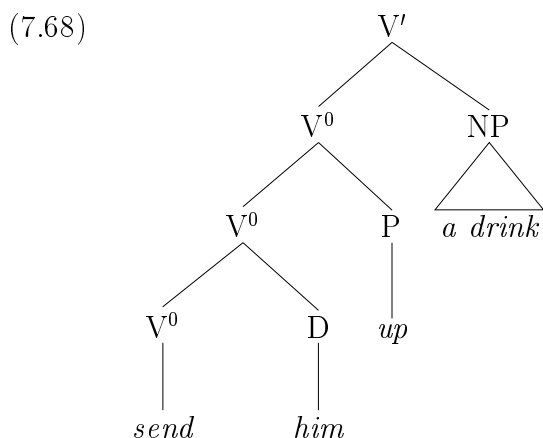 (7.68) V′
V⁰ NP
V⁰ P a drink
V⁰ D up
send him